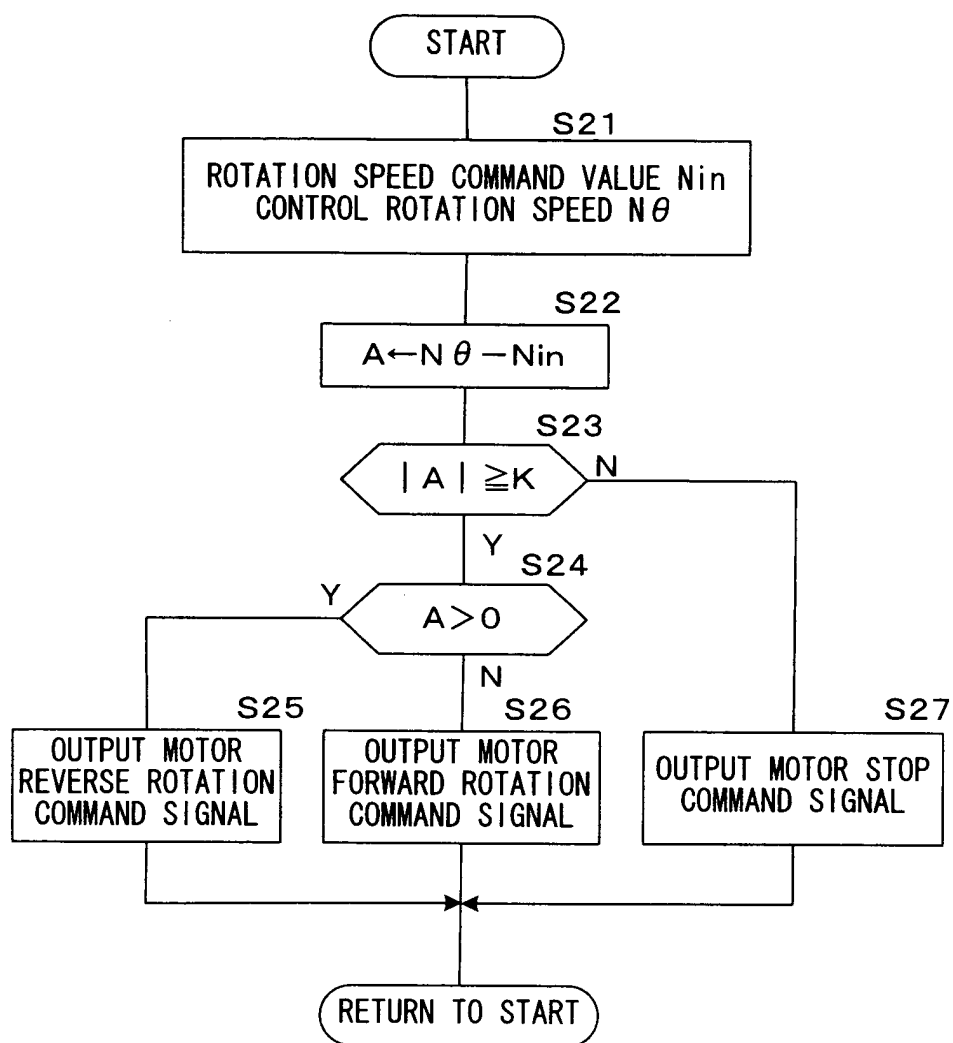 START
S21
ROTATION SPEED COMMAND VALUE Nin
CONTROL ROTATION SPEED Nθ
S22
A←Nθ−Nin
S23
|A|≧K
N
Y
S24
Y
A>0
N
S25
OUTPUT MOTOR
REVERSE ROTATION
COMMAND SIGNAL
S26
OUTPUT MOTOR
FORWARD ROTATION
COMMAND SIGNAL
S27
OUTPUT MOTOR STOP
COMMAND SIGNAL
RETURN TO START